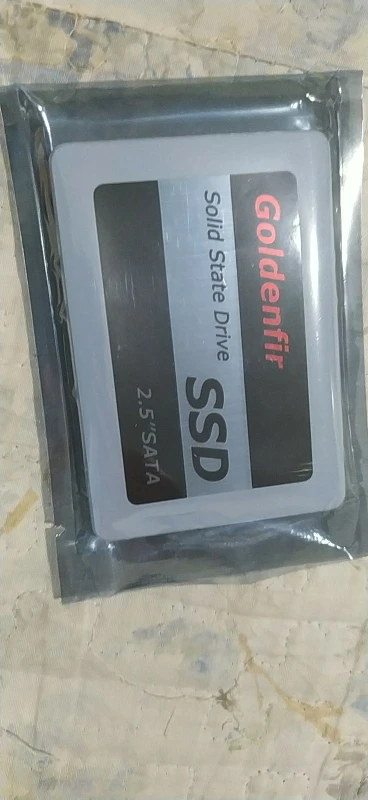 Goldenfir
Solid State Drive
SSD
2.5"SATA